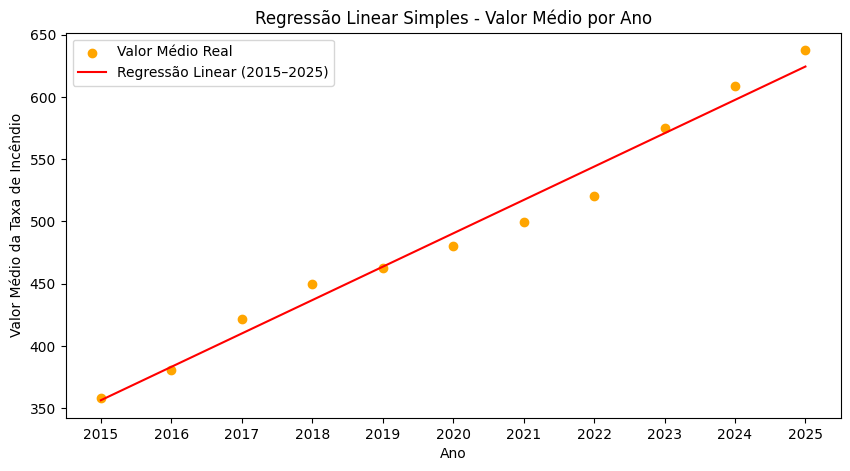 Regressão Linear Simples - Valor Médio por Ano
Valor Médio Real
Regressão Linear (2015–2025)
Valor Médio da Taxa de Incêndio
650
600
550
500
450
400
350
2015 2016 2017 2018 2019 2020 2021 2022 2023 2024 2025
Ano